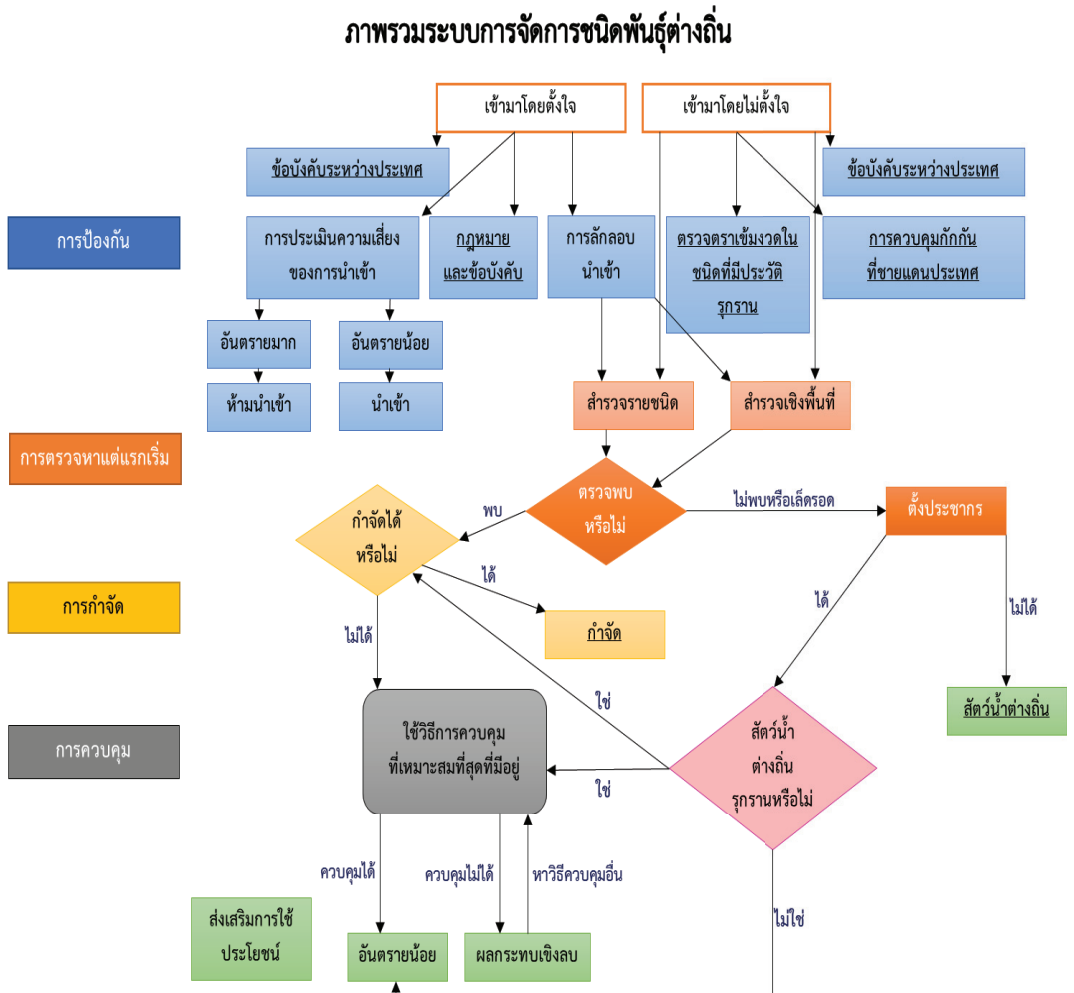 ภาพรวมระบบการจัดการชนิดพันธุ์ต่างถิ่น
เข้ามาโดยตั้งใจ
เข้ามาโดยไม่ตั้งใจ
ข้อบังคับระหว่างประเทศ
ข้อบังคับระหว่างประเทศ
การป้องกัน
การประเมินความเสี่ยง
ของการนำเข้า
กฎหมาย
และข้อบังคับ
การลักลอบ
นำเข้า
ตรวจตราเข้มงวดใน
ชนิดที่มีประวัติ
รุกราน
การควบคุมกักกัน
ที่ชายแดนประเทศ
อันตรายมาก
อันตรายน้อย
ห้ามนำเข้า
นำเข้า
สำรวจรายชนิด
สำรวจเชิงพื้นที่
การตรวจหาแต่แรกเริ่ม
ตรวจพบ
หรือไม่
พบ
ไม่พบหรือเล็ดรอด
ตั้งประชากร
กำจัดได้
หรือไม่
ได้
การกำจัด
กำจัด
ไม่ได้
ได้
ไม่ได้
ใช่
สัตว์น้ำต่างถิ่น
การควบคุม
ใช้วิธีการควบคุม
ที่เหมาะสมที่สุดที่มีอยู่
ใช่
สัตว์น้ำ
ต่างถิ่น
รุกรานหรือไม่
ควบคุมได้
ควบคุมไม่ได้
หาวิธีควบคุมอื่น
ไม่ใช่
ส่งเสริมการใช้
ประโยชน์
อันตรายน้อย
ผลกระทบเชิงลบ